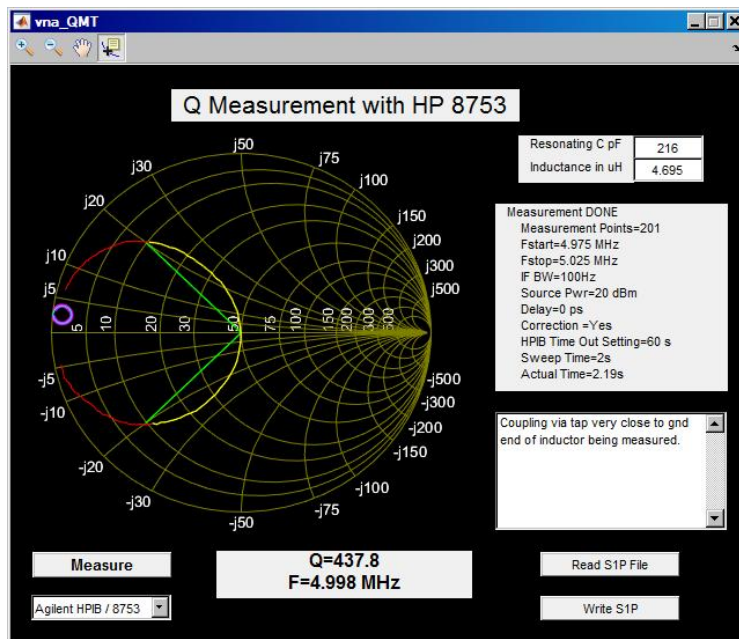 vna_QMT
Q Measurement with HP 8753
Resonating C pF 216
Inductance in uH 4.695
j50
j30
j75
j20
j100
j10
j150
j200
j5
j300
j500
5 10 20 30 50 75 100 150 200 300 500
-j5
-j500
-j10
-j300
-j200
-j20
-j150
-j30
-j100
-j50
-j75
Measurement DONE
Measurement Points=201
Fstart=4.975 MHz
Fstop=5.025 MHz
IF BW=100Hz
Source Pwr=20 dBm
Delay=0 ps
Correction =Yes
HPIB Time Out Setting=60 s
Sweep Time=2s
Actual Time=2.19s
Coupling via tap very close to gnd
end of inductor being measured.
Measure
Q=437.8
F=4.998 MHz
Read S1P File
Agilent HPIB / 8753
Write S1P